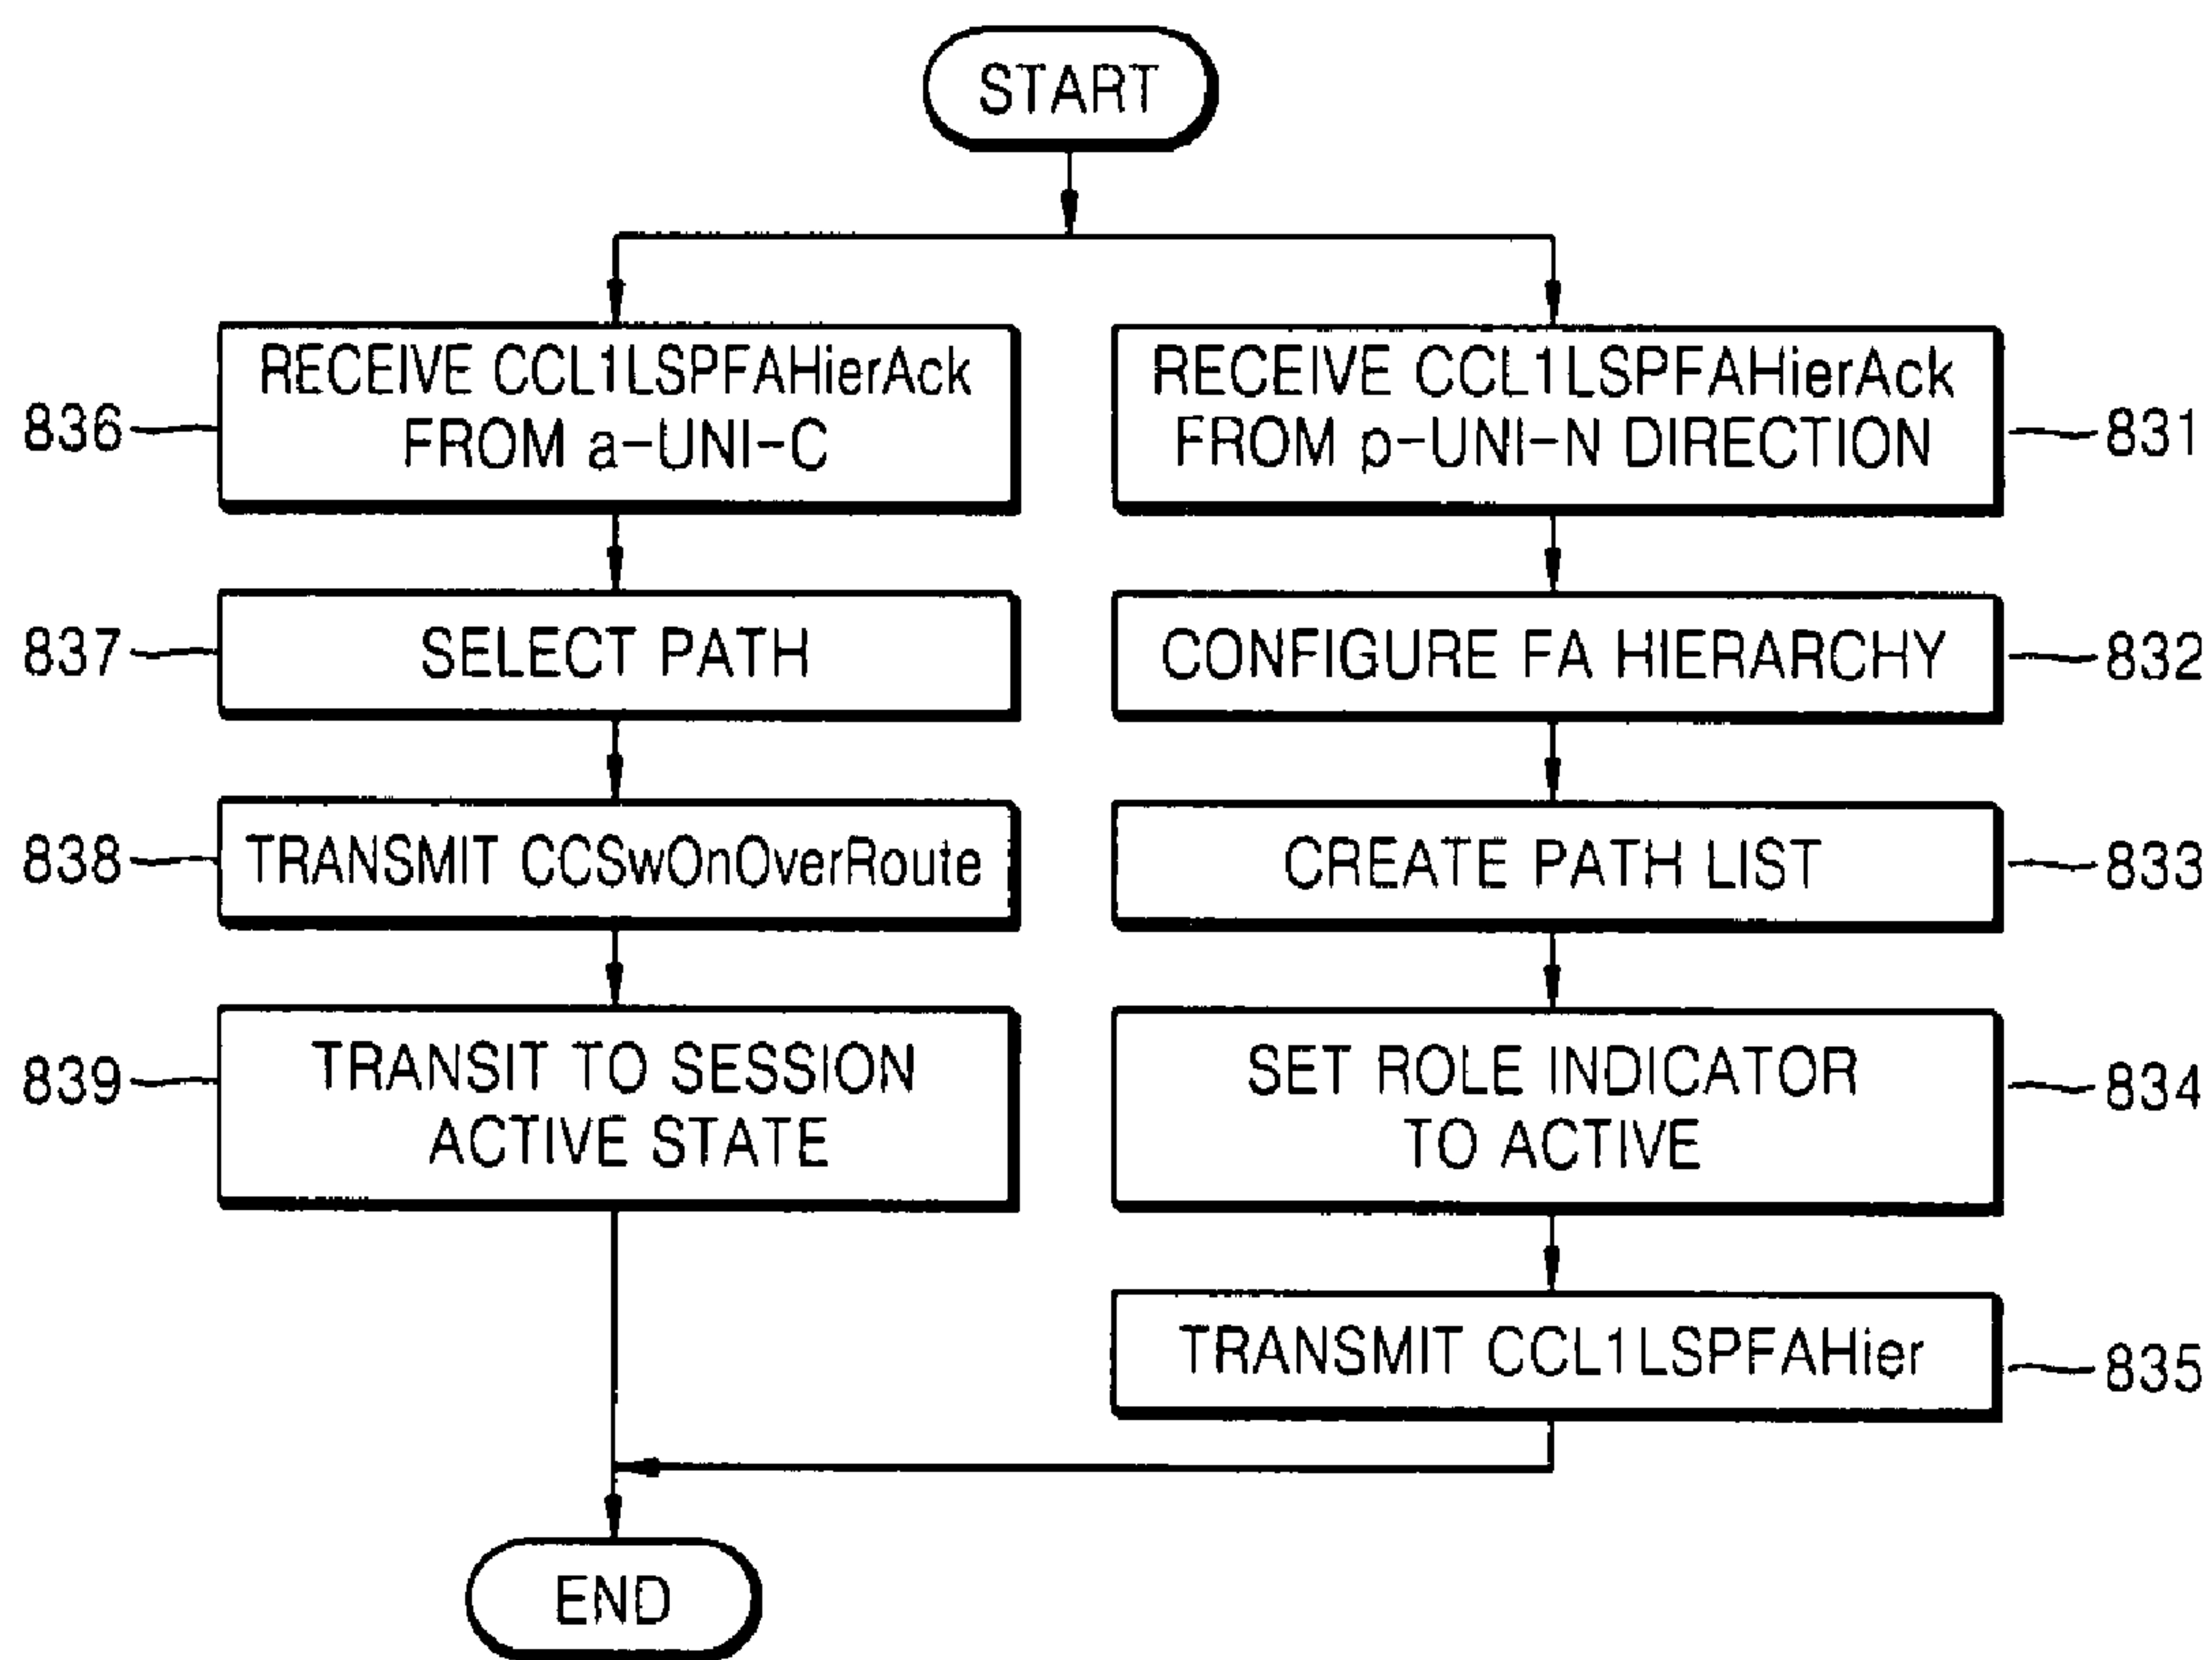 START
RECEIVE CCL1LSPFAHierAck
FROM a-UNI-C
836
RECEIVE CCL1LSPFAHierAck
FROM p-UNI-N DIRECTION
831
837
SELECT PATH
CONFIGURE FA HIERARCHY
832
838
TRANSMIT CCSwOnOverRoute
CREATE PATH LIST
833
839
TRANSIT TO SESSION
ACTIVE STATE
SET ROLE INDICATOR
TO ACTIVE
834
TRANSMIT CCL1LSPFAHier
835
END